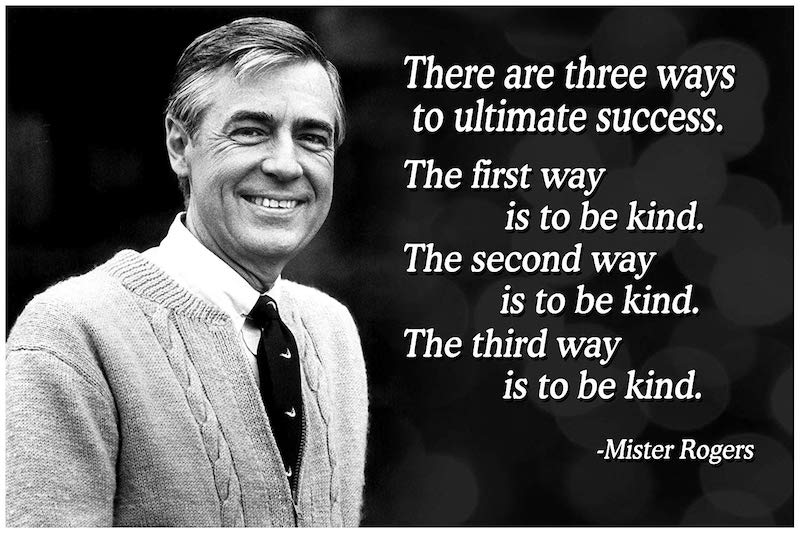 There are three ways
to ultimate success.
The first way
is to be kind.
The second way
is to be kind.
The third way
is to be kind.
-Mister Rogers